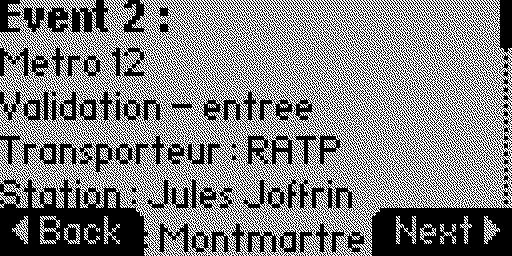 Event 2 :
Metro 12
Validation - entree
Transporteur : RATP
Station : Jules Joffrin
: Montmartre
Back
Next